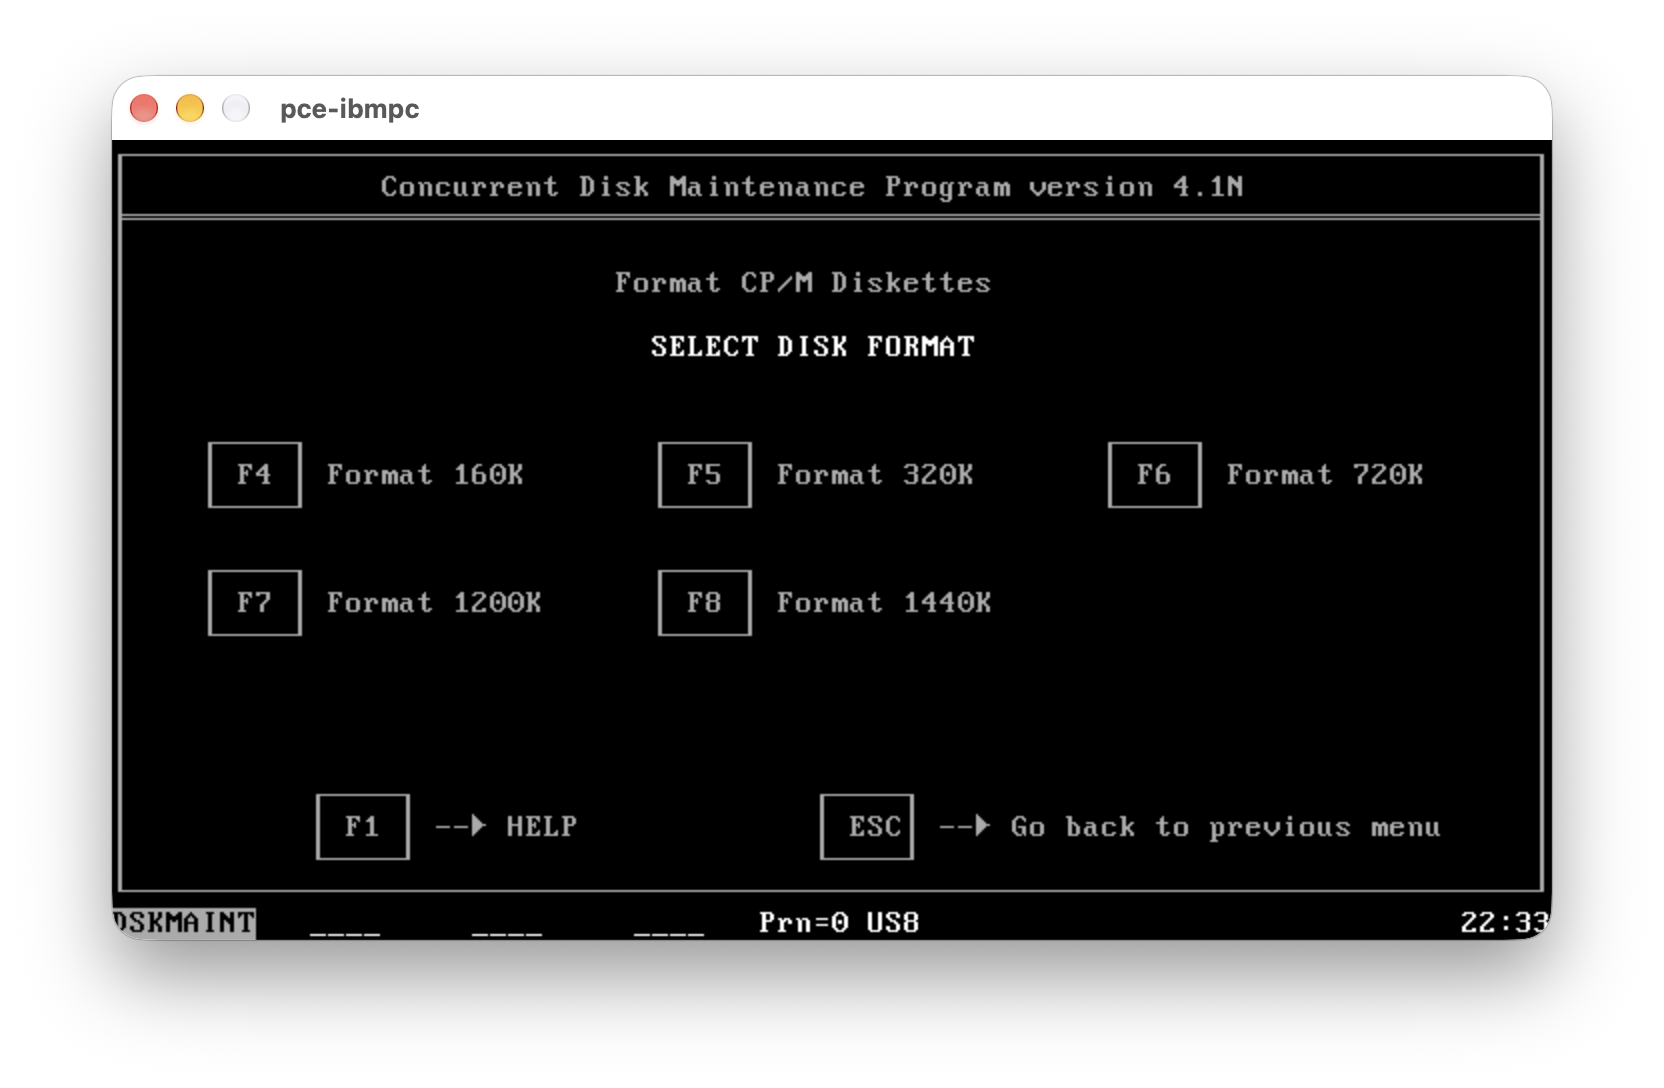 pce-ibmpc
Concurrent Disk Maintenance Program version 4.1N
Format CP/M Diskettes
SELECT DISK FORMAT
F4 Format 160K F5 Format 320K F6 Format 720K
F7 Format 1200K F8 Format 1440K
F1 --► HELP ESC --► Go back to previous menu
DSKMAINT ____ ____ ____ Prn=0 US8 22:33